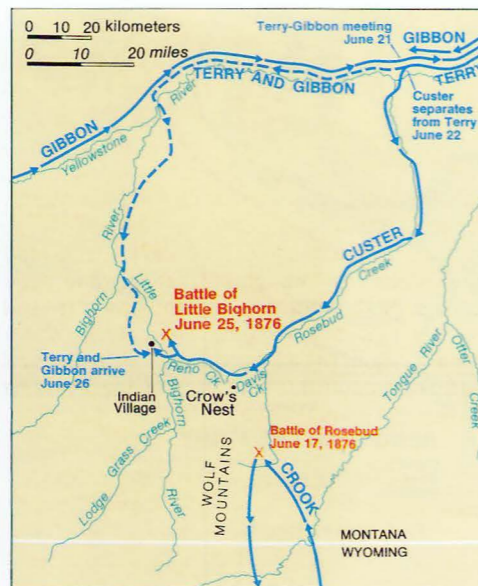 0 10 20 kilometers
0 10 20 miles
Terry-Gibbon meeting
June 21
GIBBON
TERRY
TERRY AND GIBBON
River
Custer
separates
from Terry
June 22
GIBBON
Yellowstone
CUSTER
Creek
Rosebud
River
Bighorn
Little
Battle of
Little Bighorn
June 25, 1876
Terry and
Gibbon arrive
June 26
Reno Ck
Davis Ck
Indian
Village
Crow's
Nest
Bighorn
River
Tongue River
Otter
Creek
Battle of Rosebud
June 17, 1876
Lodge Grass Creek
WOLF
MOUNTAINS
CROOK
MONTANA
WYOMING
X
X